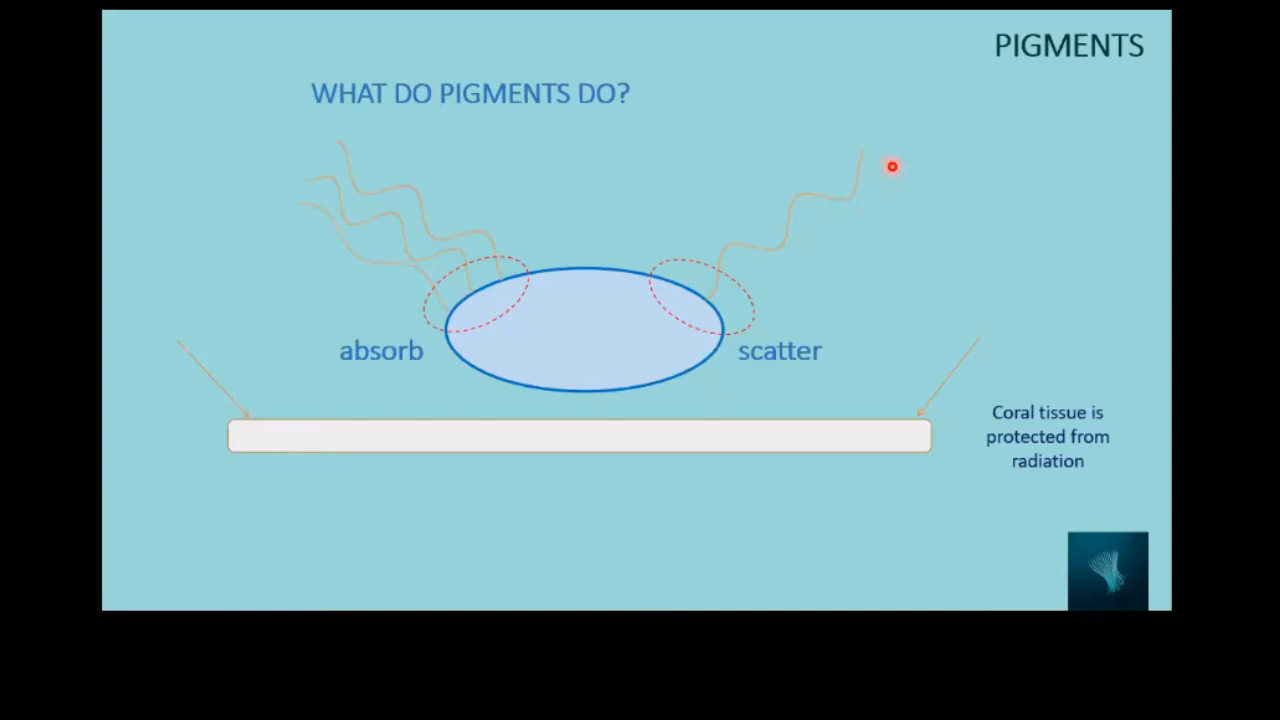 PIGMENTS
WHAT DO PIGMENTS DO?
absorb
scatter
Coral tissue is
protected from
radiation